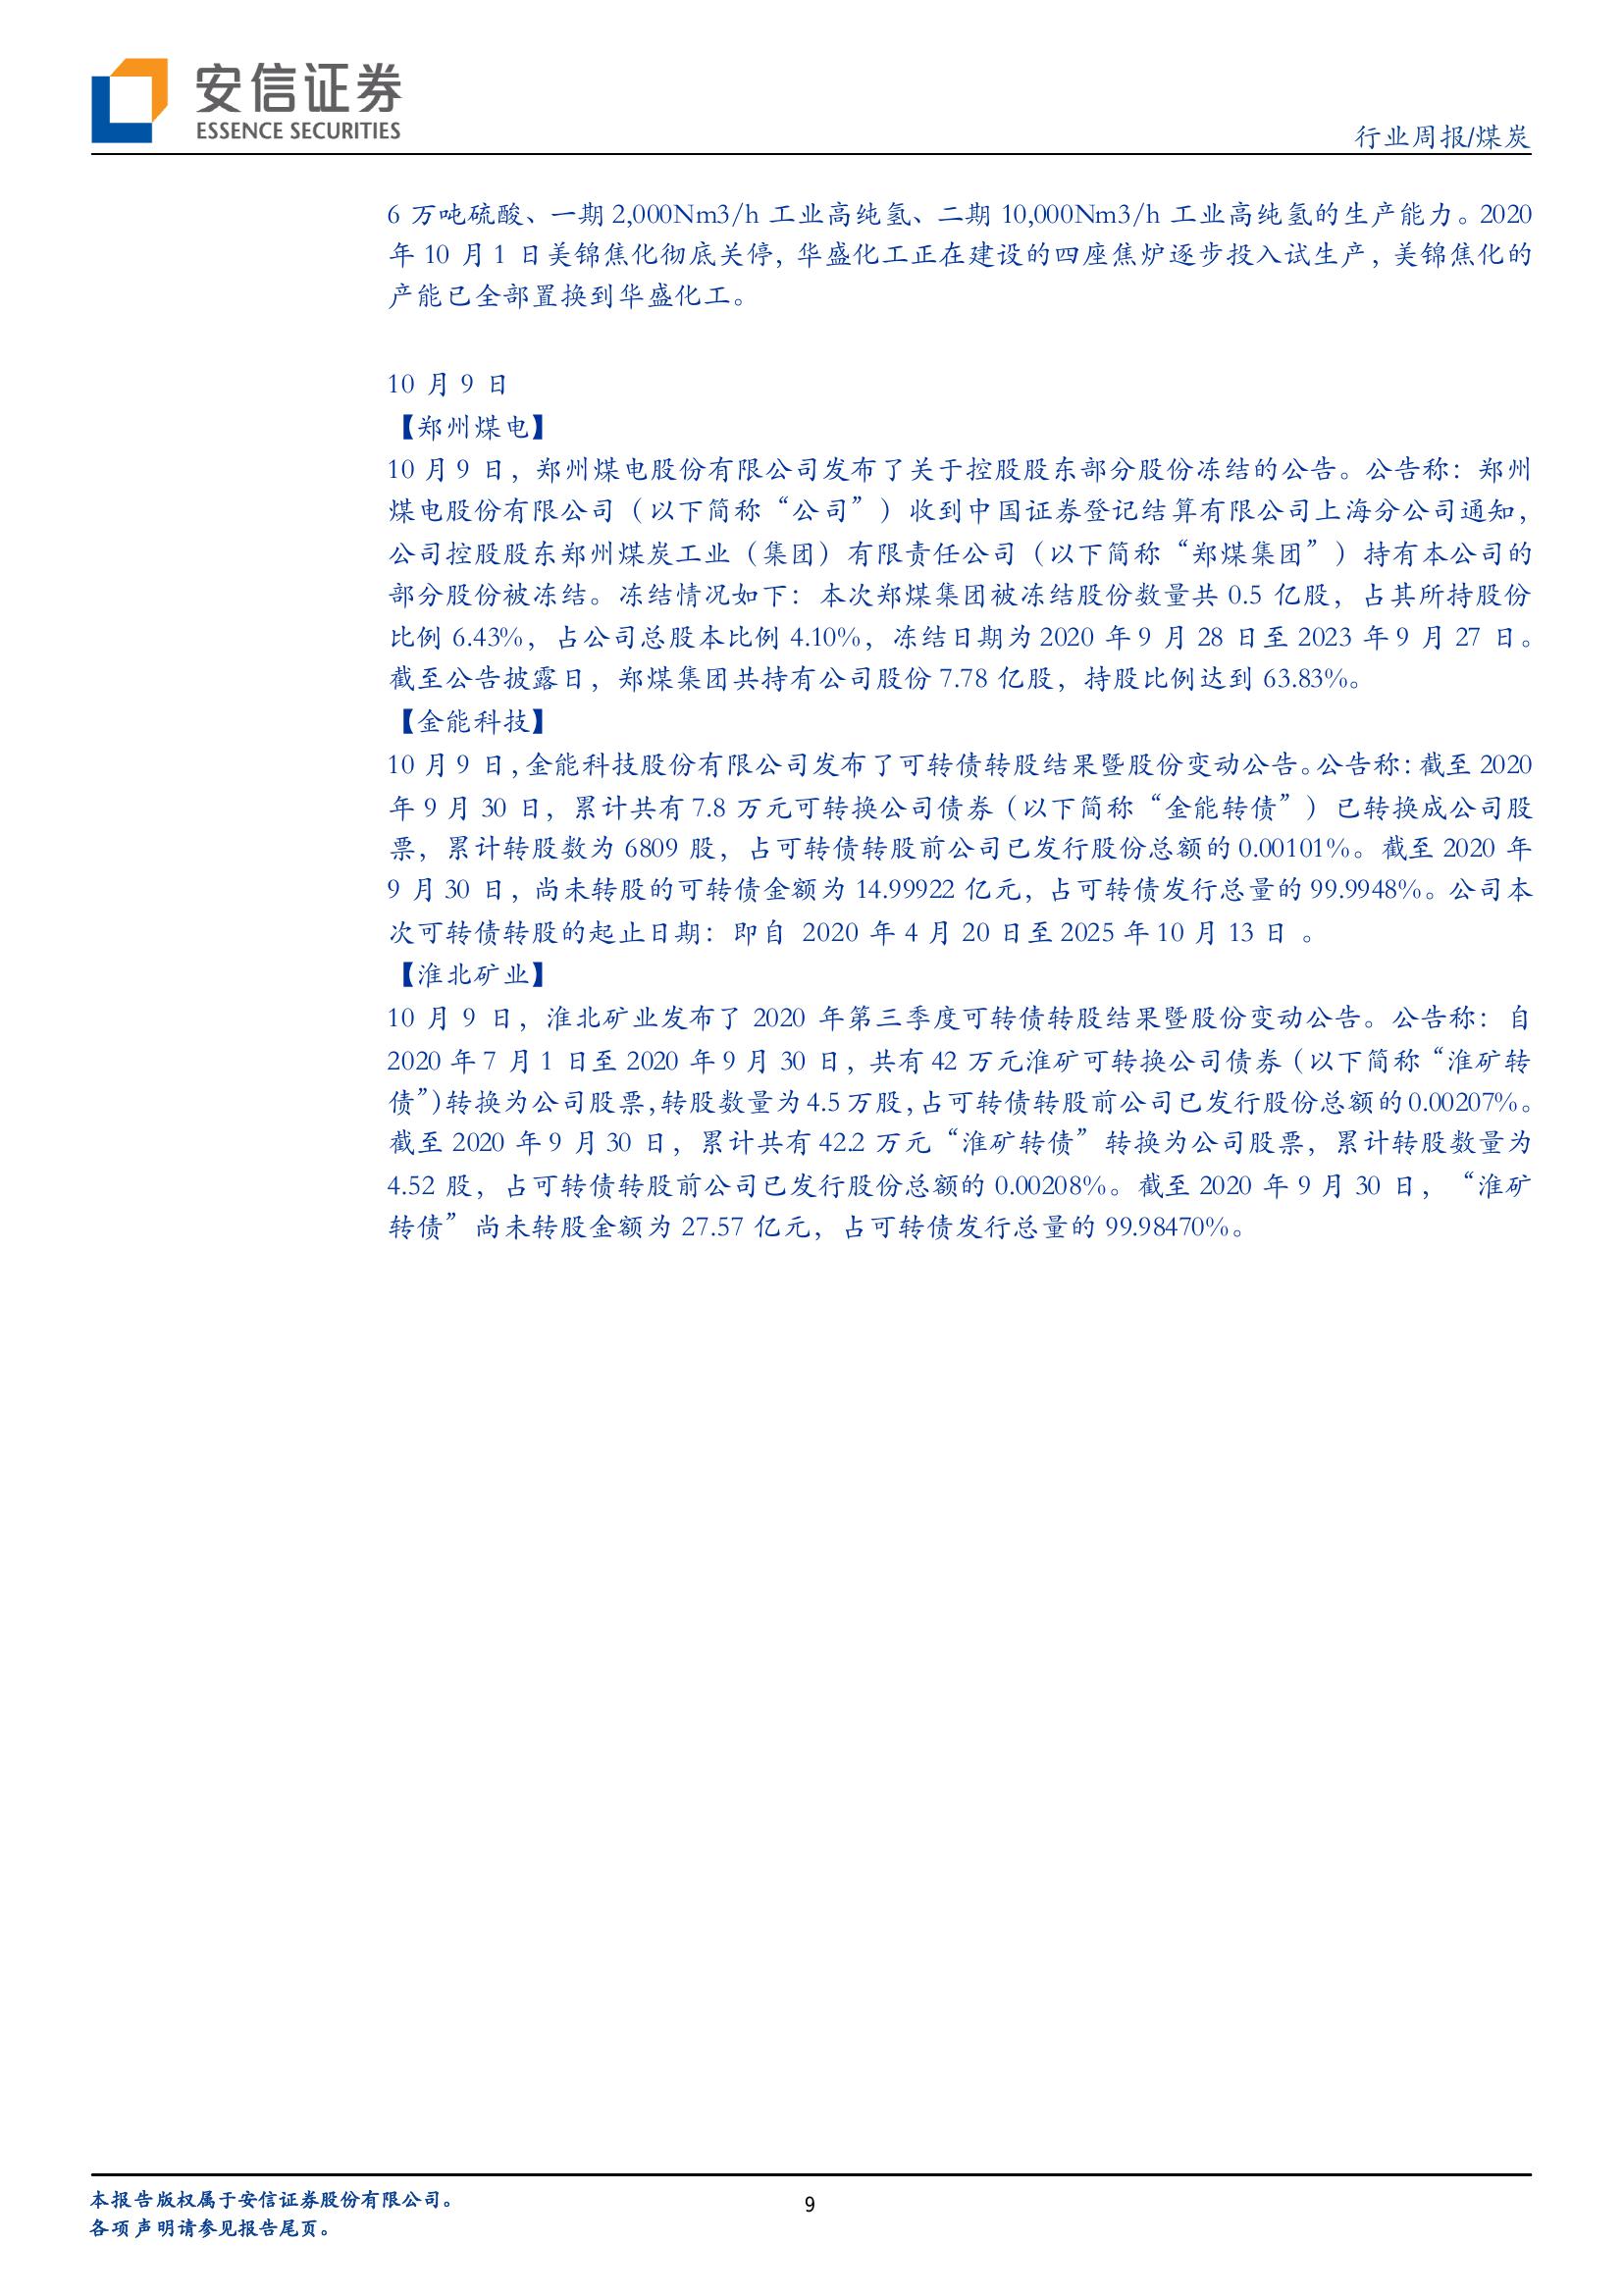 安信证券
ESSENCE SECURITIES
行业周报/煤炭
6 万吨硫酸、一期 2,000Nm3/h 工业高纯氢、二期 10,000Nm3/h 工业高纯氢的生产能力。2020
年 10 月 1 日美锦焦化彻底关停，华盛化工正在建设的四座焦炉逐步投入试生产，美锦焦化的
产能已全部置换到华盛化工。
10 月 9 日
【郑州煤电】
10 月 9 日，郑州煤电股份有限公司发布了关于控股股东部分股份冻结的公告。公告称：郑州
煤电股份有限公司（以下简称“公司”）收到中国证券登记结算有限公司上海分公司通知，
公司控股股东郑州煤炭工业（集团）有限责任公司（以下简称“郑煤集团”）持有本公司的
部分股份被冻结。冻结情况如下：本次郑煤集团被冻结股份数量共 0.5 亿股，占其所持股份
比例 6.43%，占公司总股本比例 4.10%，冻结日期为 2020 年 9 月 28 日至 2023 年 9 月 27 日。
截至公告披露日，郑煤集团共持有公司股份 7.78 亿股，持股比例达到 63.83%。
【金能科技】
10 月 9 日，金能科技股份有限公司发布了可转债转股结果暨股份变动公告。公告称：截至 2020
年 9 月 30 日，累计共有 7.8 万元可转换公司债券（以下简称“金能转债”）已转换成公司股
票，累计转股数为 6809 股，占可转债转股前公司已发行股份总额的 0.00101%。截至 2020 年
9 月 30 日，尚未转股的可转债金额为 14.99922 亿元，占可转债发行总量的 99.9948%。公司本
次可转债转股的起止日期：即自 2020 年 4 月 20 日至 2025 年 10 月 13 日 。
【淮北矿业】
10 月 9 日，淮北矿业发布了 2020 年第三季度可转债转股结果暨股份变动公告。公告称：自
2020 年 7 月 1 日至 2020 年 9 月 30 日，共有 42 万元淮矿可转换公司债券（以下简称“淮矿转
债”）转换为公司股票，转股数量为 4.5 万股，占可转债转股前公司已发行股份总额的 0.00207%。
截至 2020 年 9 月 30 日，累计共有 42.2 万元“淮矿转债”转换为公司股票，累计转股数量为
4.52 股，占可转债转股前公司已发行股份总额的 0.00208%。截至 2020 年 9 月 30 日，“淮矿
转债”尚未转股金额为 27.57 亿元，占可转债发行总量的 99.98470%。
本报告版权属于安信证券股份有限公司。
各项声明请参见报告尾页。
9